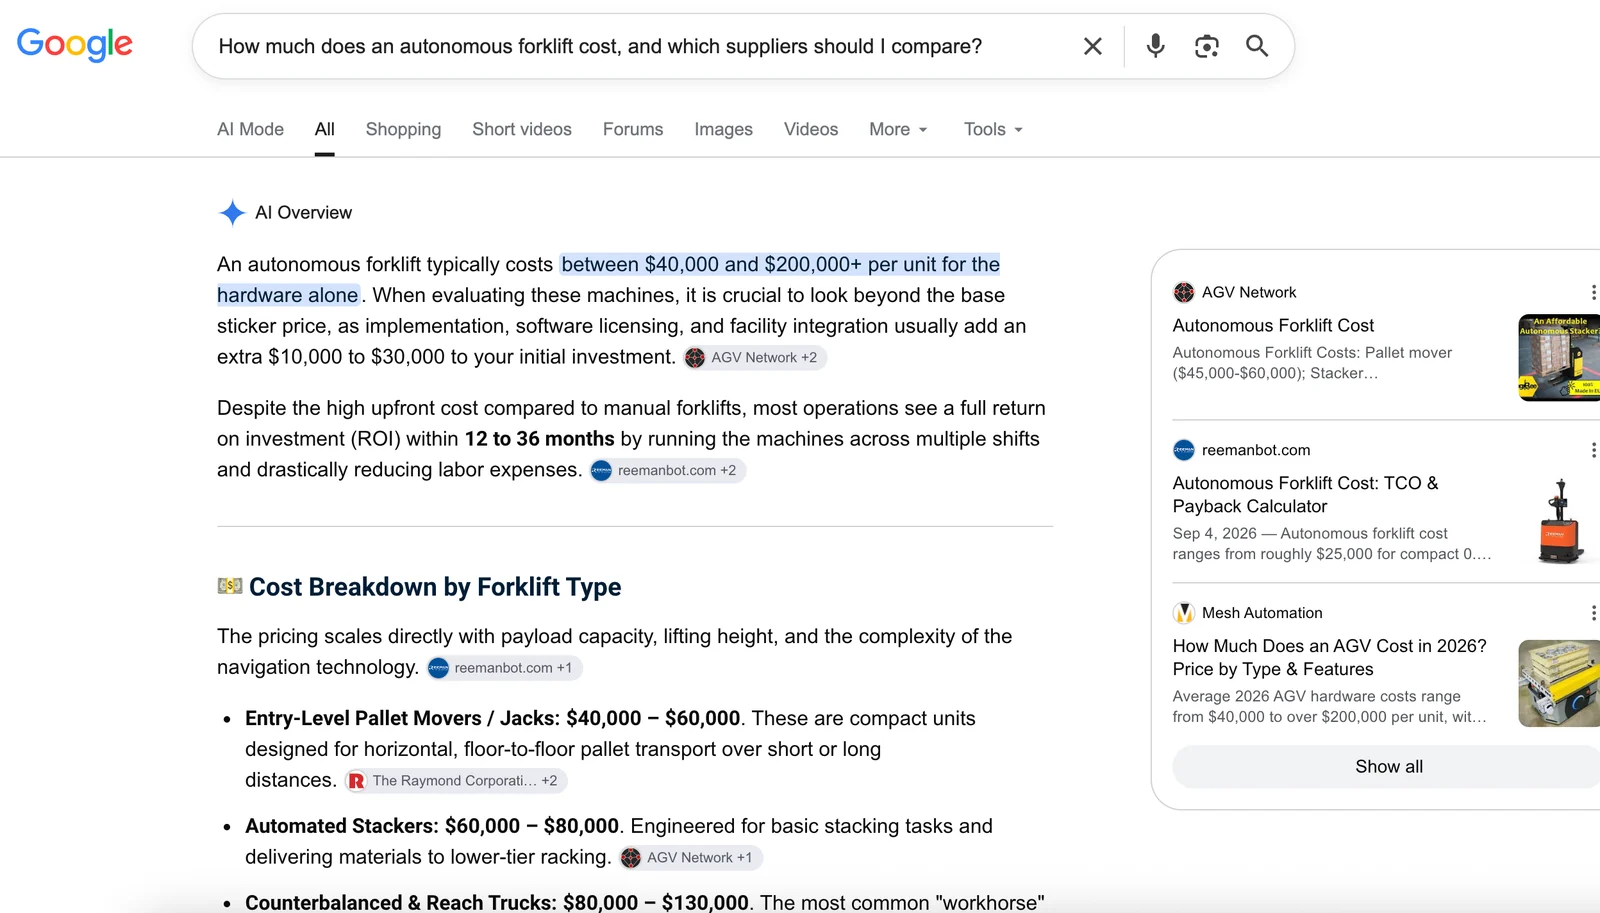 Google
How much does an autonomous forklift cost, and which suppliers should I compare?
AI Mode
All
Shopping
Short videos
Forums
Images
Videos
More
Tools
AI Overview
An autonomous forklift typically costs between $40,000 and $200,000+ per unit for the
hardware alone. When evaluating these machines, it is crucial to look beyond the base
sticker price, as implementation, software licensing, and facility integration usually add an
extra $10,000 to $30,000 to your initial investment. AGV Network +2
Despite the high upfront cost compared to manual forklifts, most operations see a full return
on investment (ROI) within 12 to 36 months by running the machines across multiple shifts
and drastically reducing labor expenses. reemanbot.com +2
Cost Breakdown by Forklift Type
The pricing scales directly with payload capacity, lifting height, and the complexity of the
navigation technology. reemanbot.com +1
• Entry-Level Pallet Movers / Jacks: $40,000 – $60,000. These are compact units
designed for horizontal, floor-to-floor pallet transport over short or long
distances. The Raymond Corporati... +2
• Automated Stackers: $60,000 – $80,000. Engineered for basic stacking tasks and
delivering materials to lower-tier racking. AGV Network +1
• Counterbalanced & Reach Trucks: $80,000 – $130,000. The most common "workhorse"
AGV Network
Autonomous Forklift Cost
Autonomous Forklift Costs: Pallet mover
($45,000-$60,000); Stacker...
An Affordable
Autonomous Stacker?
reemanbot.com
Autonomous Forklift Cost: TCO &
Payback Calculator
Sep 4, 2026 — Autonomous forklift cost
ranges from roughly $25,000 for compact 0....
Mesh Automation
How Much Does an AGV Cost in 2026?
Price by Type & Features
Average 2026 AGV hardware costs range
from $40,000 to over $200,000 per unit, wit...
Show all